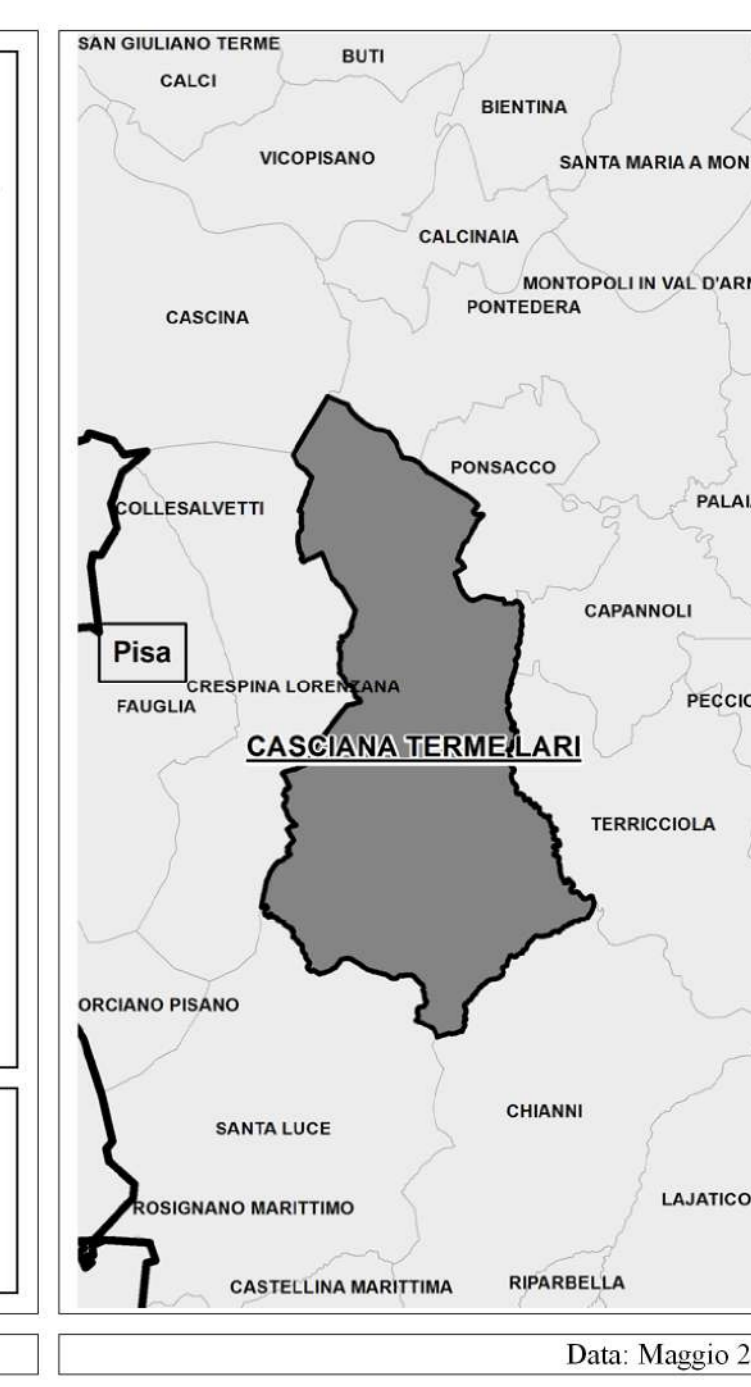 SAN GIULIANO TERME
BUTI
CALCI
BIENTINA
VICOPISANO
SANTA MARIA A MON
CALCINAIA
MONTOPOLI IN VAL D'ARN
PONTEDERA
CASCINA
PONSACCO
PALAIA
COLLESALVETTI
CAPANNOLI
Pisa
CRESPINA LORENZANA
PECCIO
FAUGLIA
CASCIANA TERME LARI
TERRICCIOLA
ORCIANO PISANO
CHIANNI
SANTA LUCE
LAJATICO
ROSIGNANO MARITTIMO
CASTELLINA MARITTIMA
RIPARBELLA
Data: Maggio 2